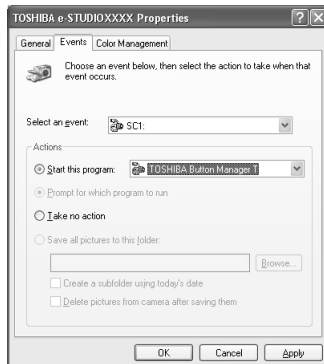 TOSHIBA e-STUDIOXXXX Properties
General Events Color Management
Choose an event below, then select the action to take when that
event occurs.
Select an event: SC1:
Actions
Start this program: TOSHIBA Button Manager T
Prompt for which program to run
Take no action
Save all pictures to this folder:
Browse...
Create a subfolder using today's date
Delete pictures from camera after saving them
OK Cancel Apply